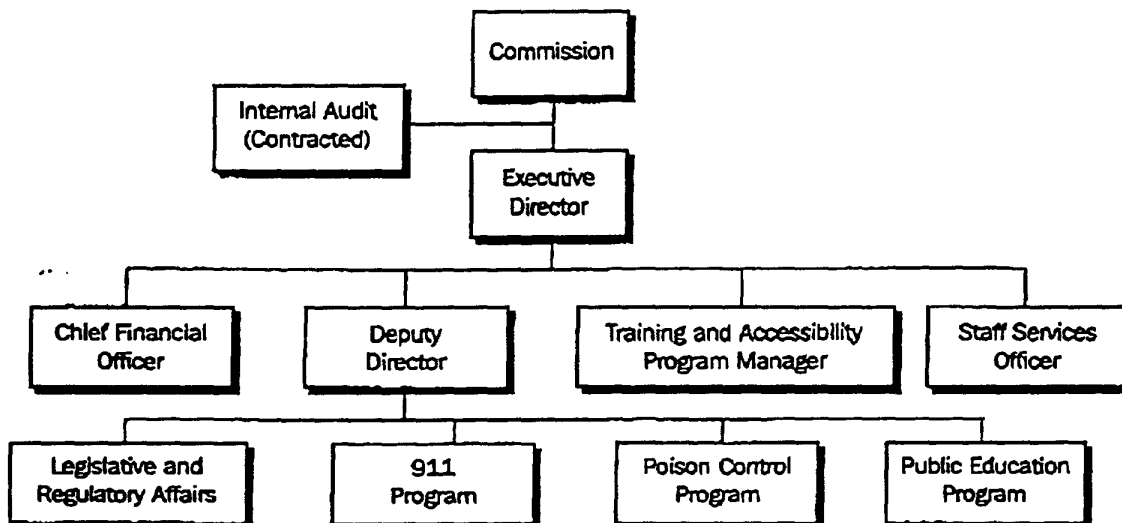 Commission
Internal Audit
(Contracted)
Executive
Director
Chief Financial
Officer
Deputy
Director
Training and Accessibility
Program Manager
Staff Services
Officer
Legislative and
Regulatory Affairs
911
Program
Poison Control
Program
Public Education
Program